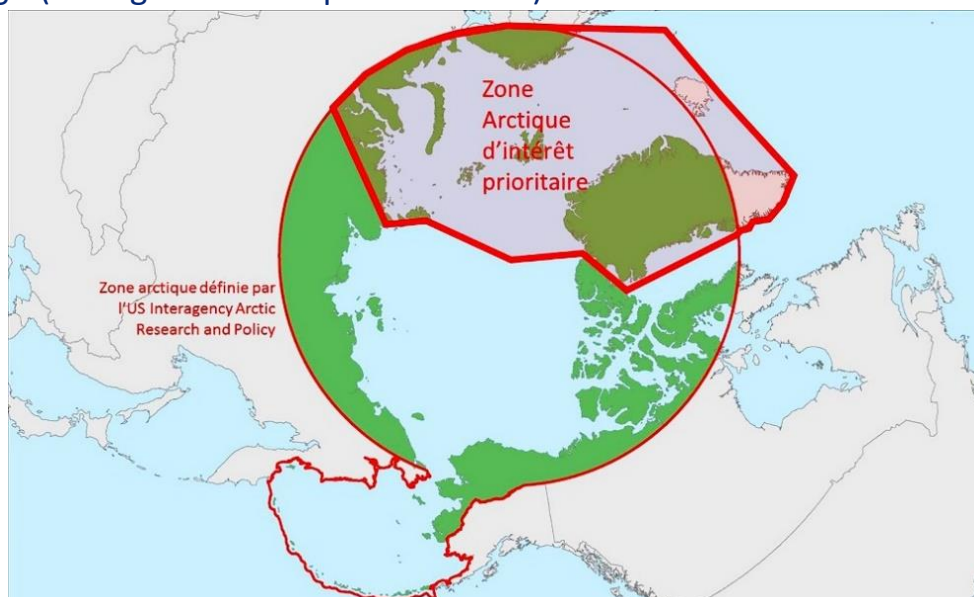 Zone
Arctique
d'intérêt
prioritaire
Zone arctique définie par
l'US Interagency Arctic
Research and Policy